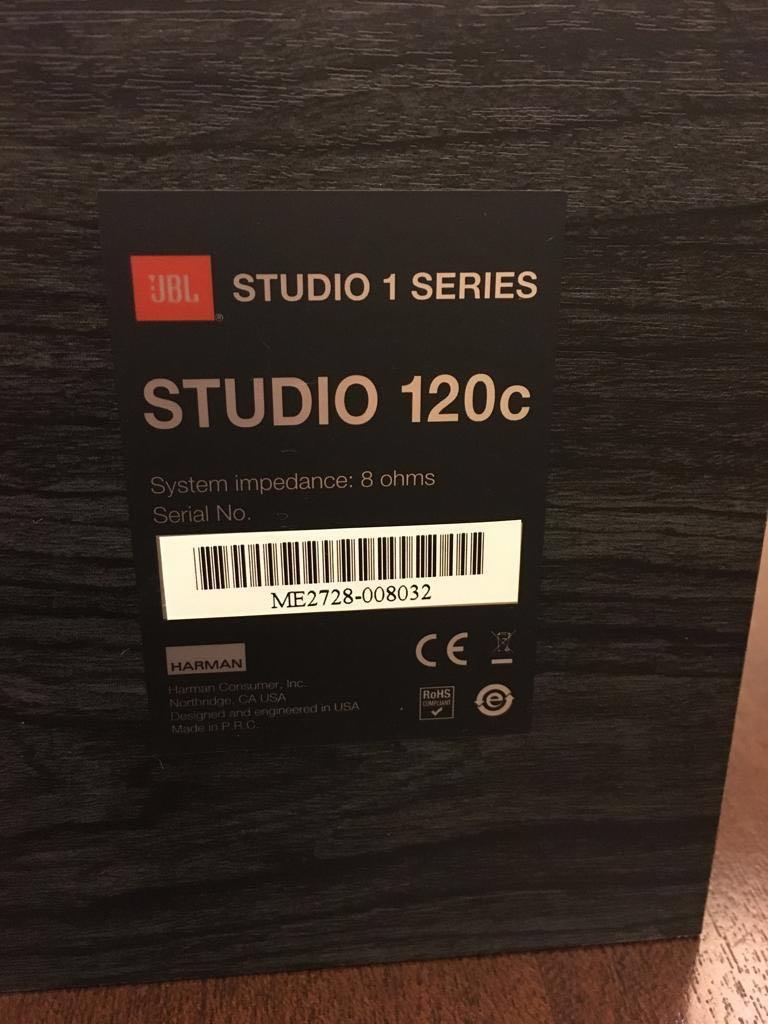 JBL STUDIO 1 SERIES
STUDIO 120c
System impedance: 8 ohms
Serial No.
ME2728-008032
HARMAN
Harman Consumer, Inc.
Northridge, CA USA
Designed and engineered in USA
Made in P.R.C.
CE
RoHS
COMPLIANT
e